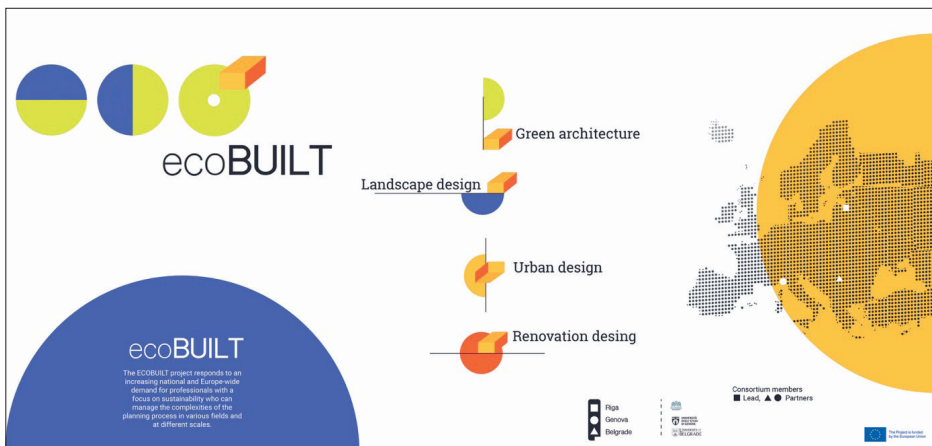 ecoBUILT
Green architecture
Landscape design
Urban design
Renovation desing
ecoBUILT
The ECOBUILT project responds to an
increasing national and Europe-wide
demand for professionals with a
focus on sustainability who can
manage the complexities of the
planning process in various fields and
at different scales.
Riga
Genova
Belgrade
UNIVERSITY OF
BELGRADE
Consortium members
Lead, Partners
The Project is funded
by the European Union